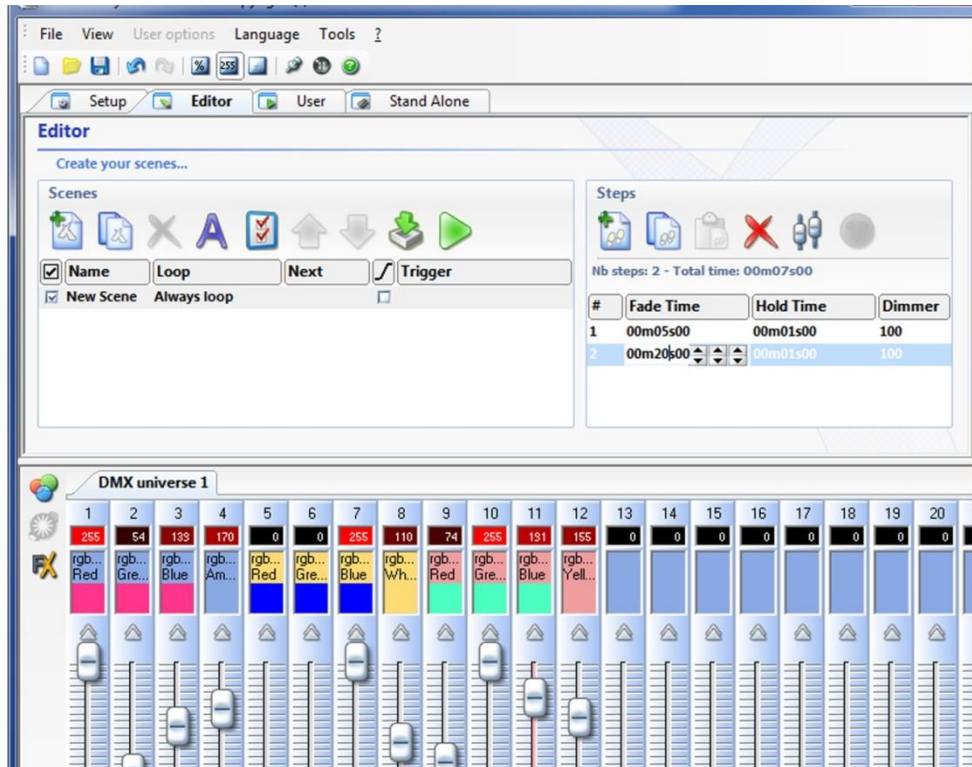 File View User options Language Tools ?
% 255
Setup Editor User Stand Alone
Editor
Create your scenes...
Scenes
Steps
A
Nb steps: 2 - Total time: 00m07s00
Name Loop Next Trigger
New Scene Always loop
# Fade Time Hold Time Dimmer
1 00m05s00 00m01s00 100
2 00m20s00 00m01s00 100
DMX universe 1
1 2 3 4 5 6 7 8 9 10 11 12 13 14 15 16 17 18 19 20
255 54 139 170 0 0 255 110 74 255 191 155 0 0 0 0 0 0 0 0
FX
rgb... rgb... rgb... rgb... rgb... rgb... rgb... rgb... rgb... rgb... rgb... rgb...
Red Gre... Blue Am... Red Gre... Blue Wh... Red Gre... Blue Yell...